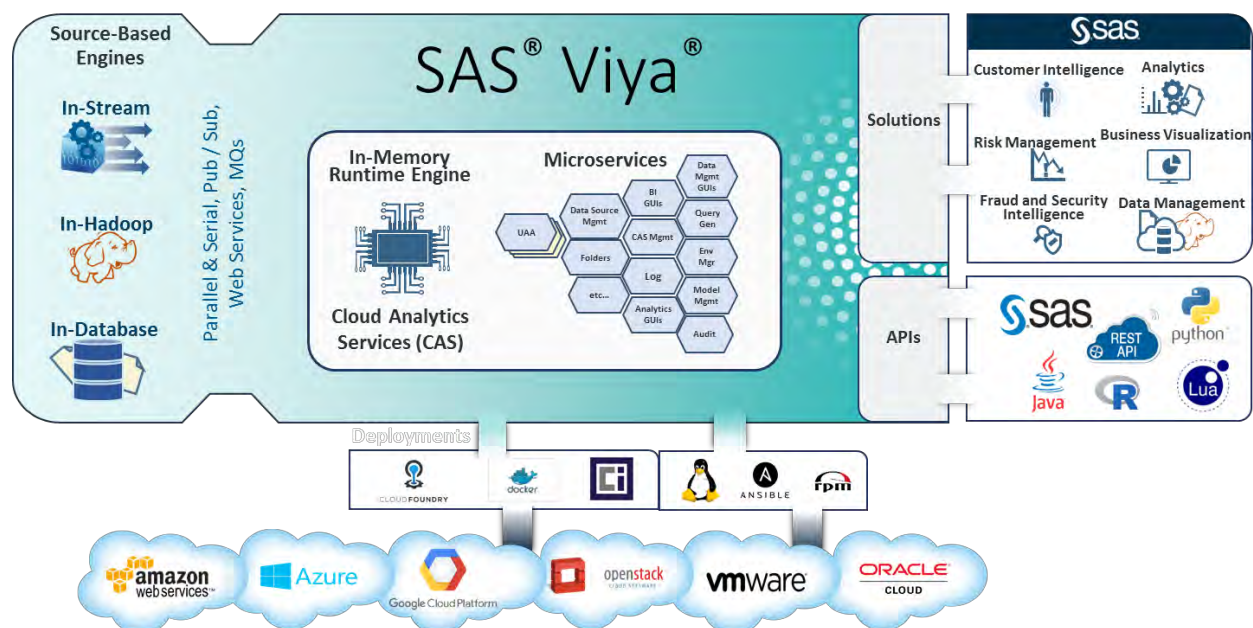 Source-Based
Engines
In-Stream
In-Hadoop
In-Database
Parallel & Serial, Pub / Sub,
Web Services, MQs
SAS® Viya®
In-Memory
Runtime Engine
Cloud Analytics
Services (CAS)
Microservices
UAA
Data Source
Mgmt
Folders
etc...
BI
GUIs
CAS Mgmt
Log
Analytics
GUIs
Data
Mgmt
GUIs
Query
Gen
Env
Mgr
Model
Mgmt
Audit
Solutions
APIs
sas
Customer Intelligence
Analytics
Risk Management
Business Visualization
Fraud and Security
Intelligence
Data Management
sas
REST
API
python
Java
R
Lua
Deployments
CLOUDFOUNDRY
docker
Ci
A
ANSIBLE
rpm
amazon
web services™
Azure
Google Cloud Platform
openstack
CLOUD SOFTWARE
vmware®
ORACLE®
CLOUD